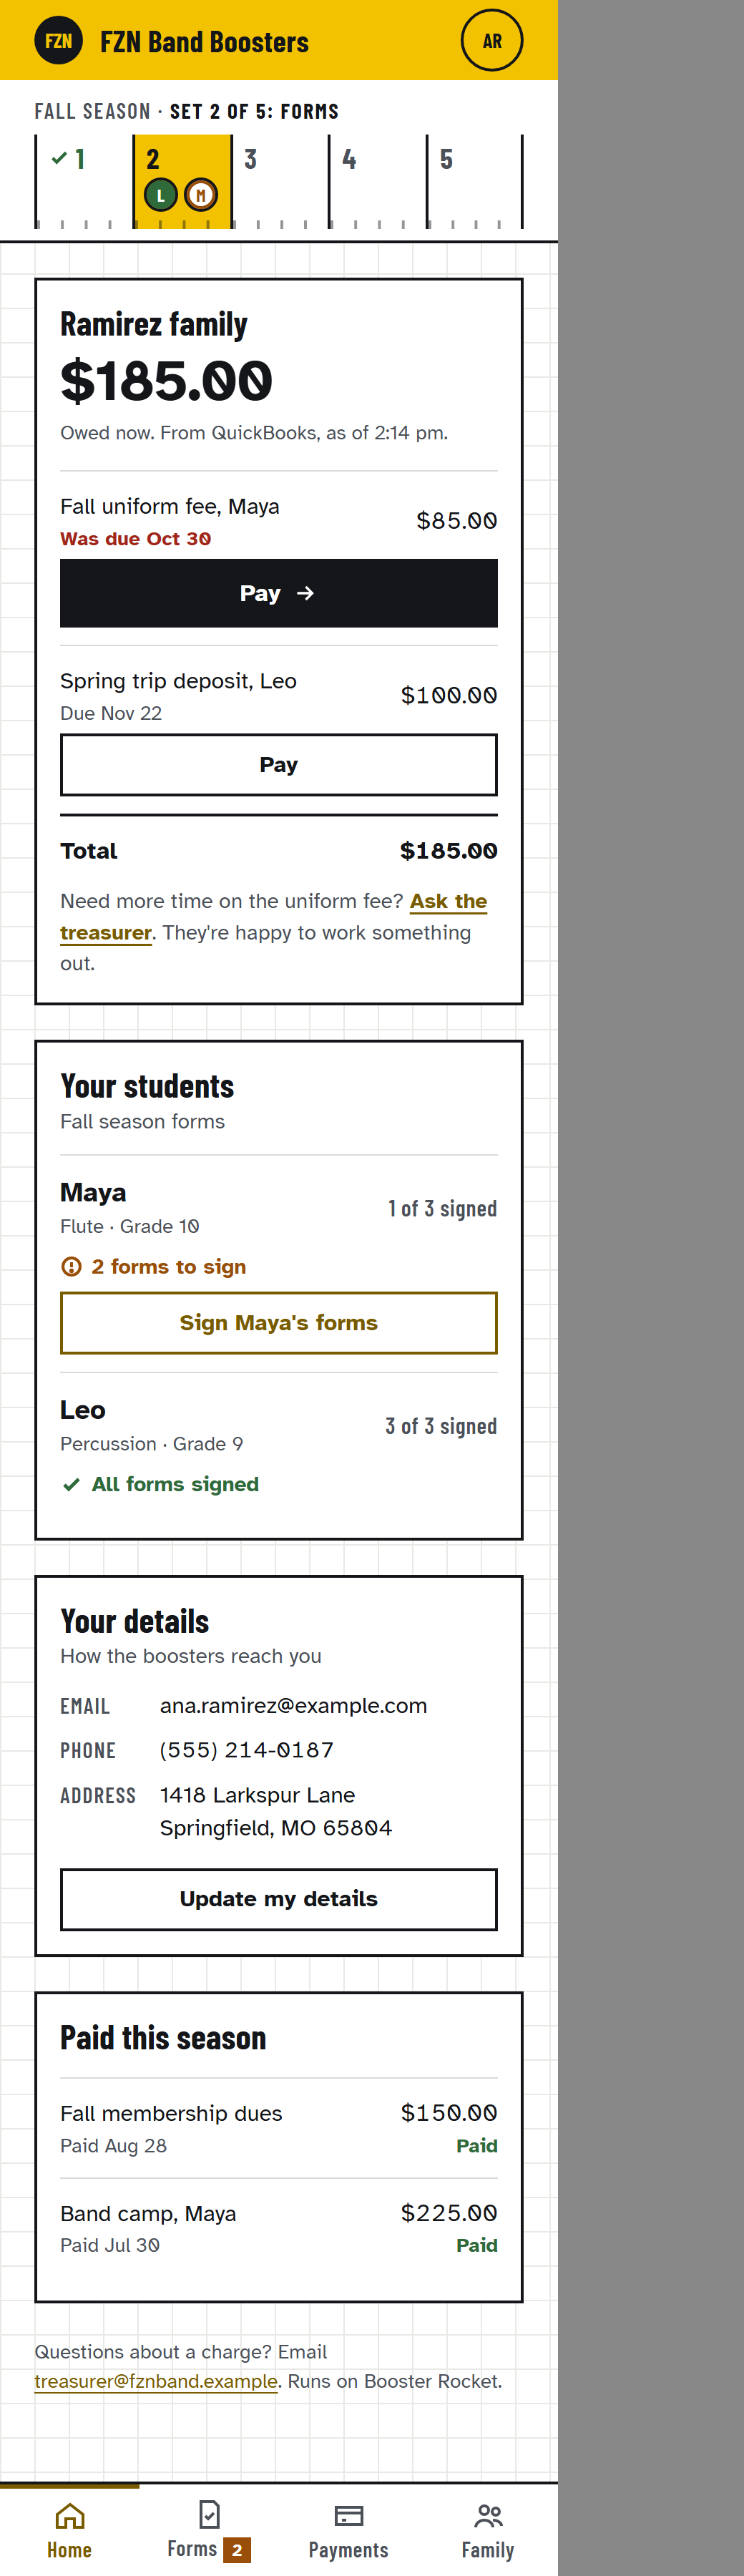 FZN FZN Band Boosters AR
FALL SEASON · SET 2 OF 5: FORMS
1 2 3 4 5
L M
Ramirez family
$185.00
Owed now. From QuickBooks, as of 2:14 pm.
Fall uniform fee, Maya $85.00
Was due Oct 30
Pay →
Spring trip deposit, Leo $100.00
Due Nov 22
Pay
Total $185.00
Need more time on the uniform fee? Ask the
treasurer. They're happy to work something
out.
Your students
Fall season forms
Maya 1 of 3 signed
Flute · Grade 10
2 forms to sign
Sign Maya's forms
Leo 3 of 3 signed
Percussion · Grade 9
All forms signed
Your details
How the boosters reach you
EMAIL ana.ramirez@example.com
PHONE (555) 214-0187
ADDRESS 1418 Larkspur Lane
Springfield, MO 65804
Update my details
Paid this season
Fall membership dues $150.00
Paid Aug 28 Paid
Band camp, Maya $225.00
Paid Jul 30 Paid
Questions about a charge? Email
treasurer@fznband.example. Runs on Booster Rocket.
Home Forms 2 Payments Family